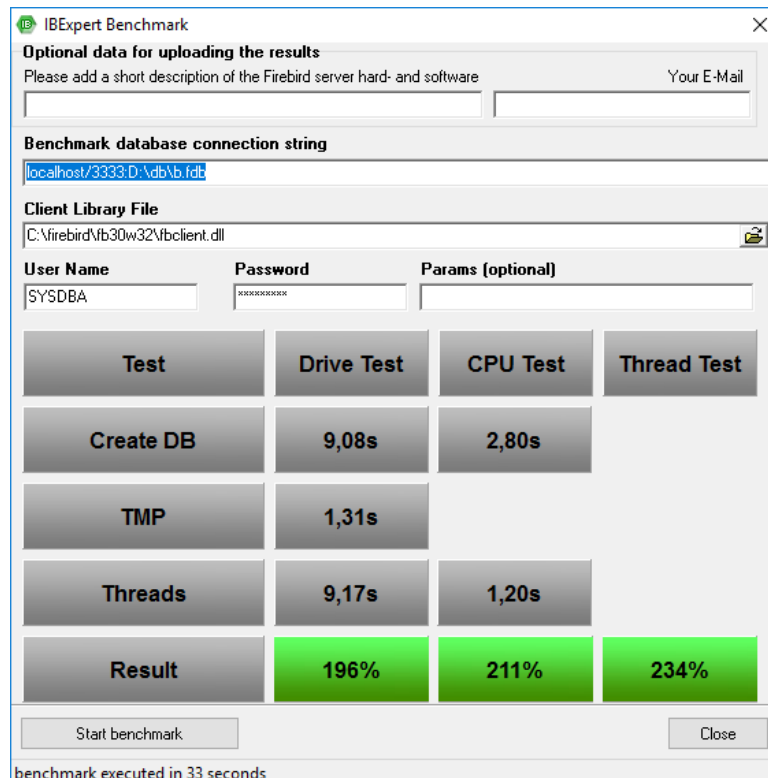 IBExpert Benchmark
Optional data for uploading the results
Please add a short description of the Firebird server hard- and software Your E-Mail
Benchmark database connection string
localhost/3333:D:\db\b.fdb
Client Library File
C:\firebird\fb30w32\fbclient.dll
User Name Password Params (optional)
SYSDBA ×××××××××
Test Drive Test CPU Test Thread Test
Create DB 9,08s 2,80s
TMP 1,31s
Threads 9,17s 1,20s
Result 196% 211% 234%
Start benchmark Close
benchmark executed in 33 seconds